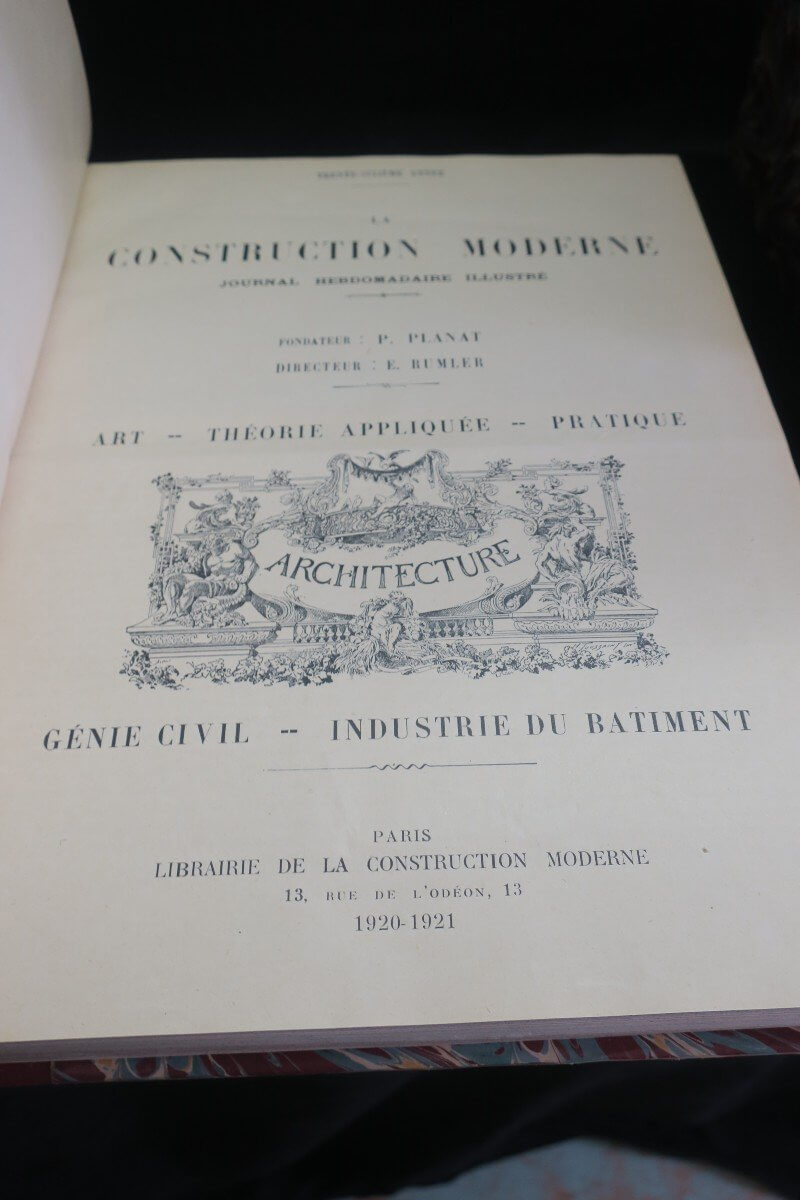 LA
CONSTRUCTION MODERNE
JOURNAL HEBDOMADAIRE ILLUSTRÉ
FONDATEUR : P. PLANAT
DIRECTEUR : E. RUMLER
ART -- THÉORIE APPLIQUÉE -- PRATIQUE
ARCHITECTURE
GÉNIE CIVIL -- INDUSTRIE DU BATIMENT
PARIS
LIBRAIRIE DE LA CONSTRUCTION MODERNE
13, RUE DE L'ODÉON, 13
1920-1921